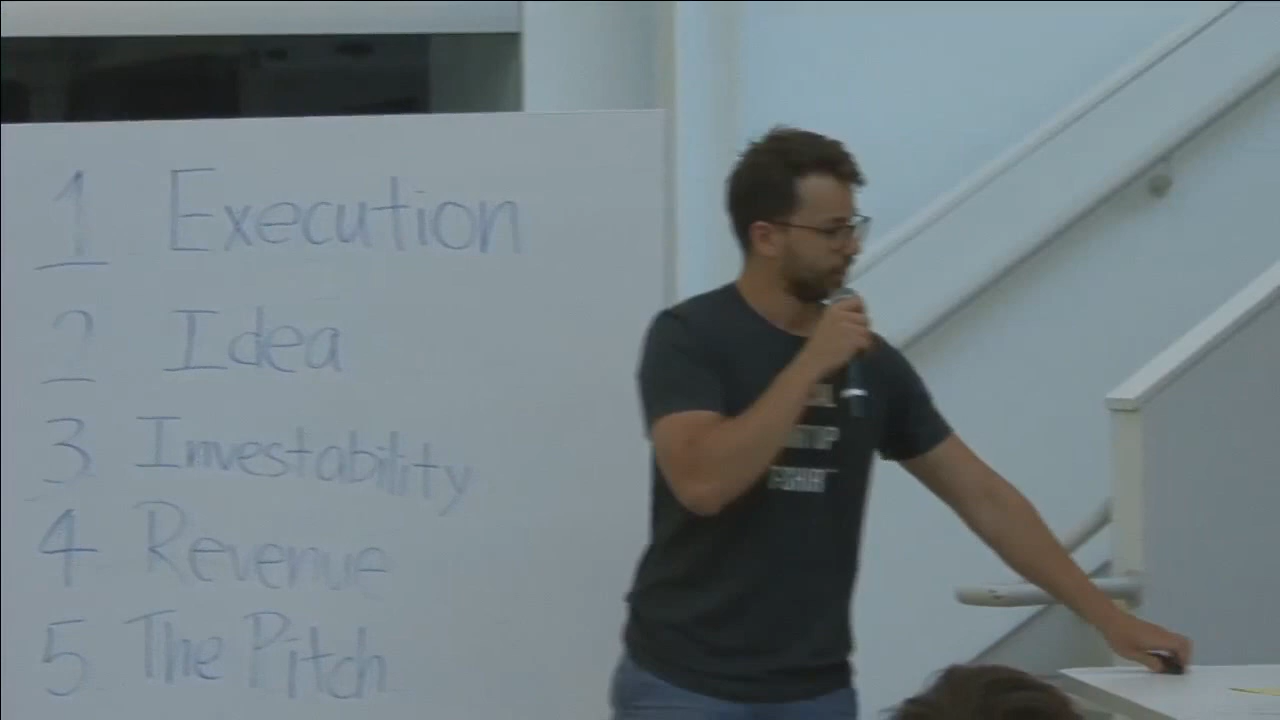 1 Execution
2 Idea
3 Investability
4 Revenue
5 The Pitch